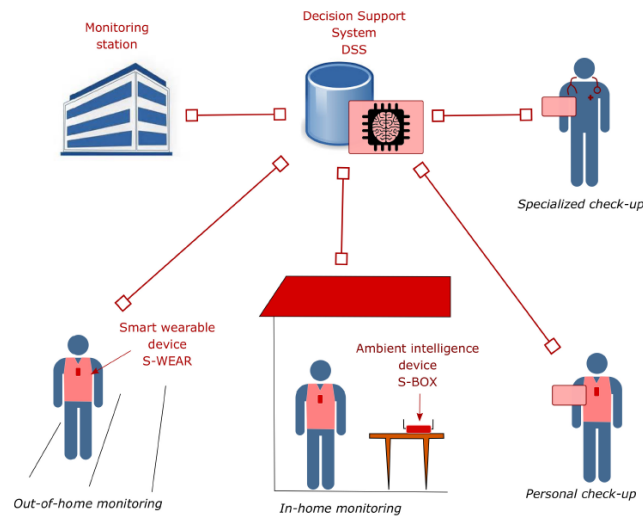 Monitoring
station
Decision Support
System
DSS
Specialized check-up
Smart wearable
device
S-WEAR
Ambient intelligence
device
S-BOX
Out-of-home monitoring
In-home monitoring
Personal check-up